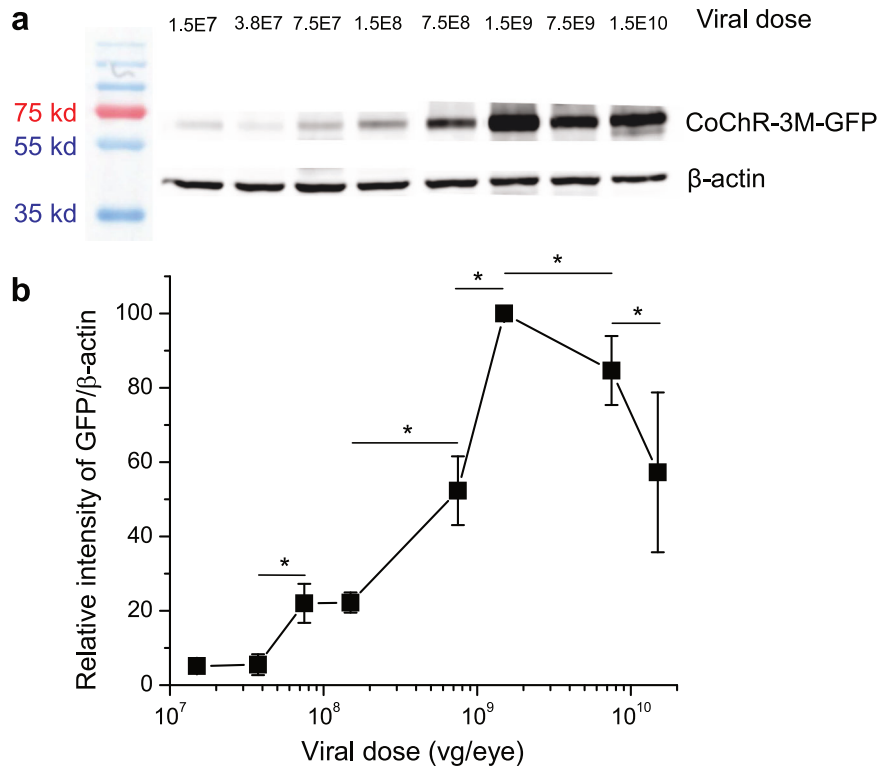 a
1.5E7 3.8E7 7.5E7 1.5E8 7.5E8 1.5E9 7.5E9 1.5E10 Viral dose
75 kd
CoChR-3M-GFP
55 kd
β-actin
35 kd
b
Relative intensity of GFP/β-actin
100
80
60
40
20
0
* * * * *
10^7 10^8 10^9 10^10
Viral dose (vg/eye)